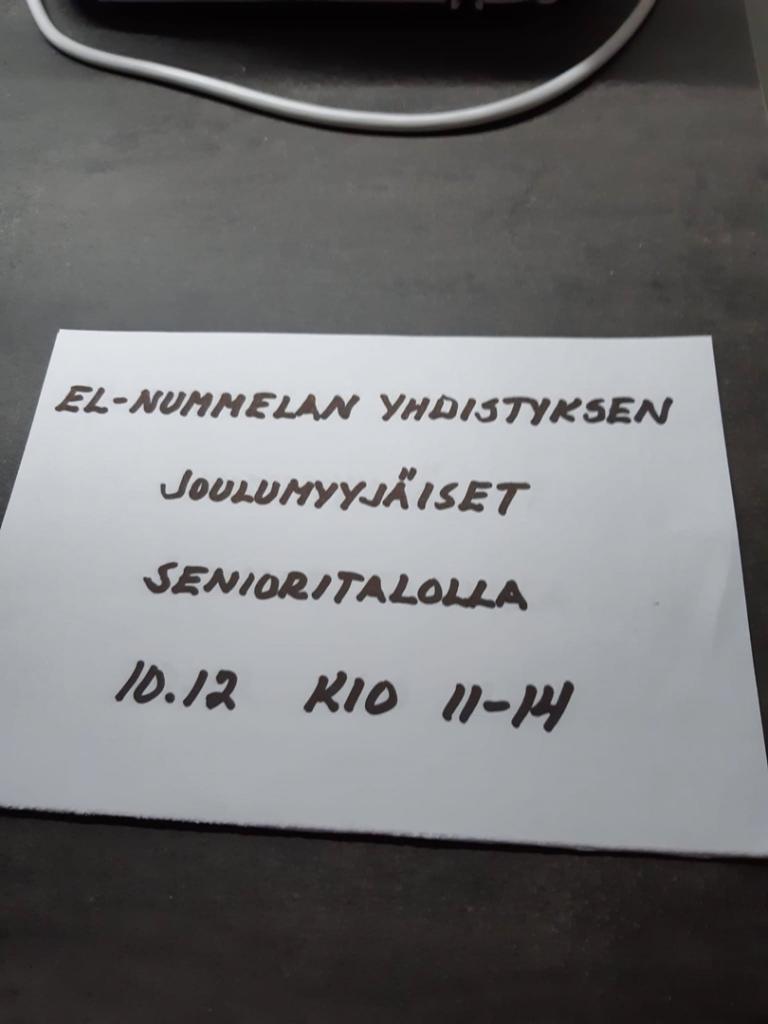 EL-NUMMELAN YHDISTYKSEN
JOULUMYYJÄISET
SENIORITALOLLA
10.12 KLO 11-14